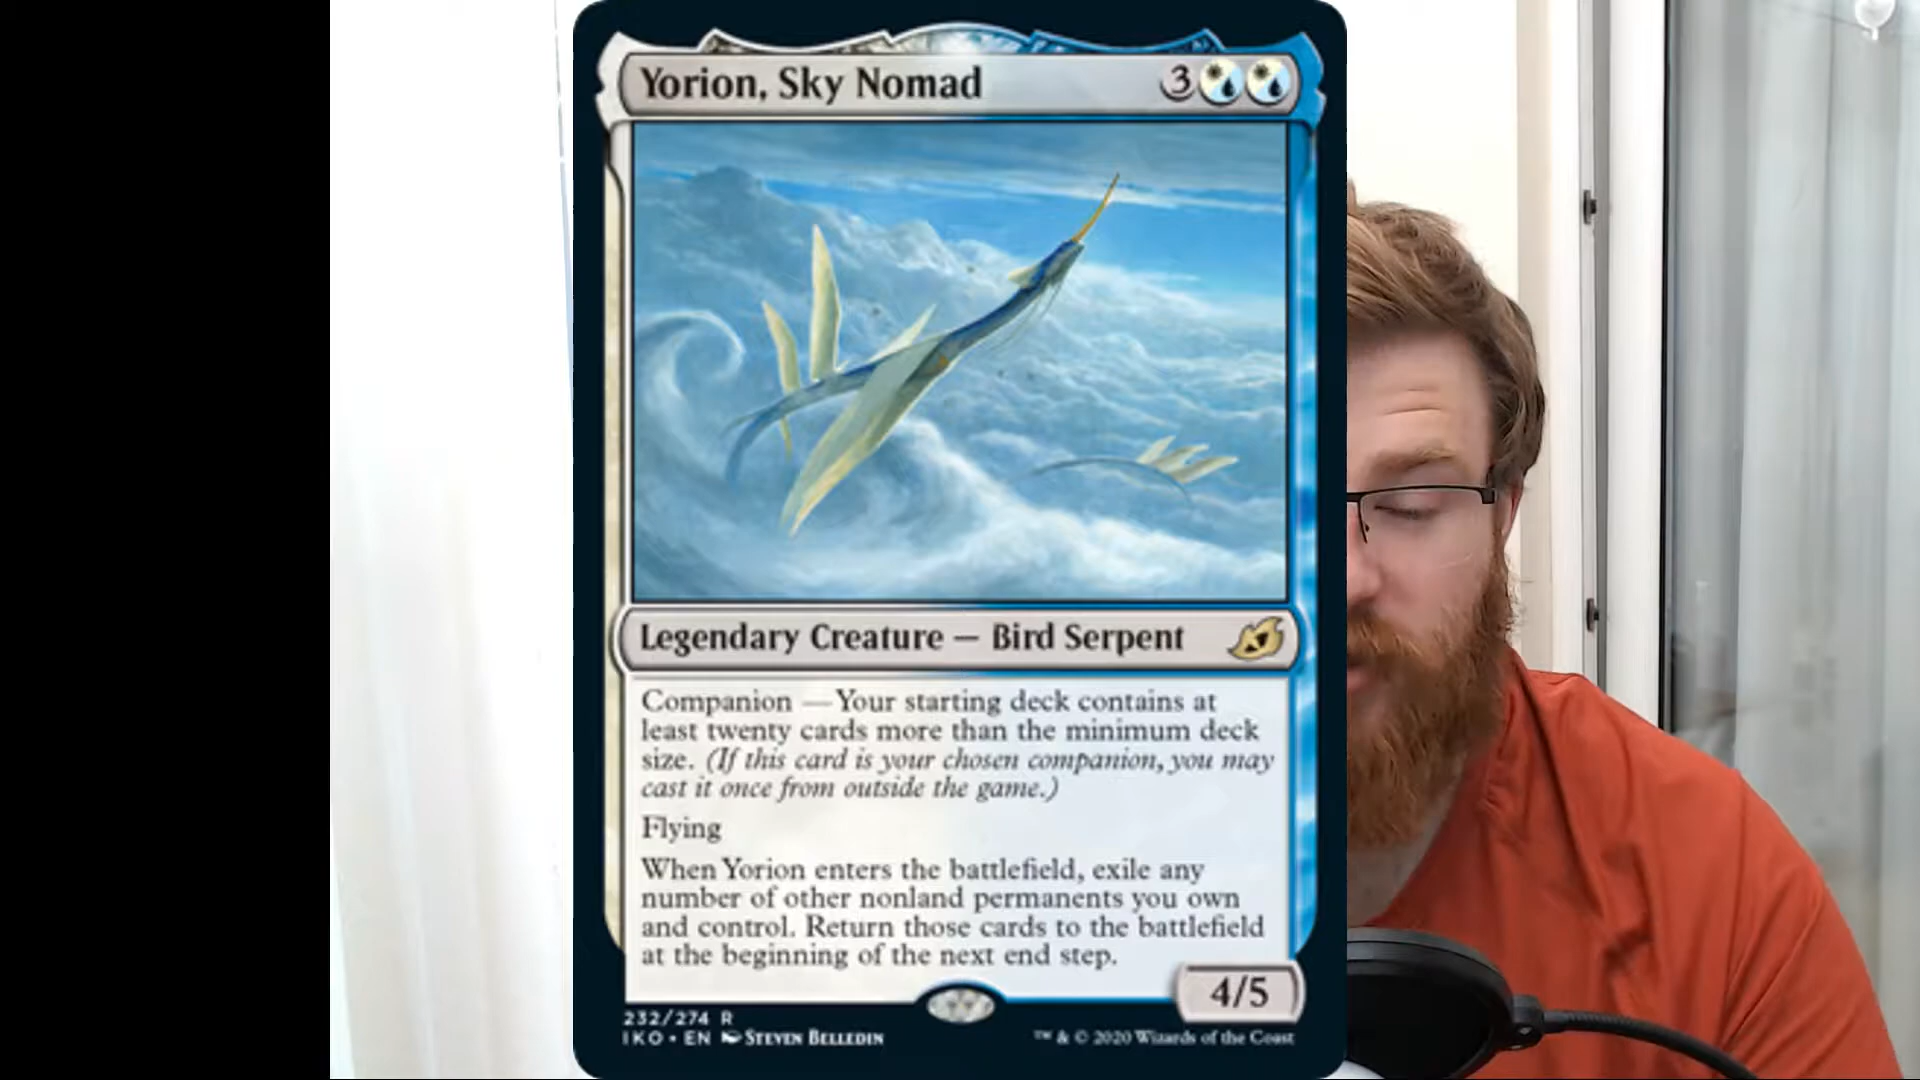 Yorion, Sky Nomad
3
Legendary Creature — Bird Serpent
Companion — Your starting deck contains at
least twenty cards more than the minimum deck
size. (If this card is your chosen companion, you may
cast it once from outside the game.)
Flying
When Yorion enters the battlefield, exile any
number of other nonland permanents you own
and control. Return those cards to the battlefield
at the beginning of the next end step.
4/5
232/274 R
IKO • EN Steven Belledin
™ & © 2020 Wizards of the Coast